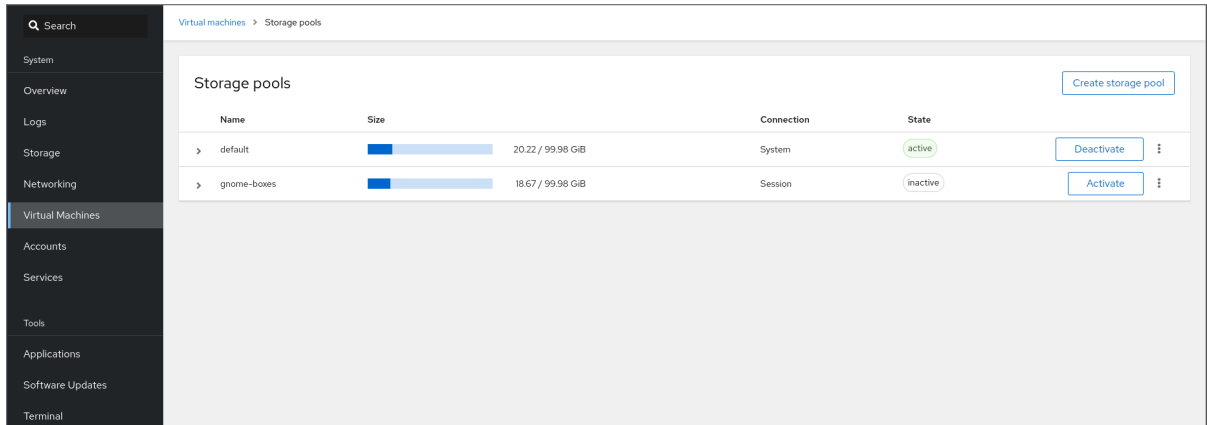 Search
System
Overview
Logs
Storage
Networking
Virtual Machines
Accounts
Services
Tools
Applications
Software Updates
Terminal
Virtual machines > Storage pools
Storage pools
Create storage pool
Name Size Connection State
default 20.22 / 99.98 GiB System active Deactivate
gnome-boxes 18.67 / 99.98 GiB Session inactive Activate